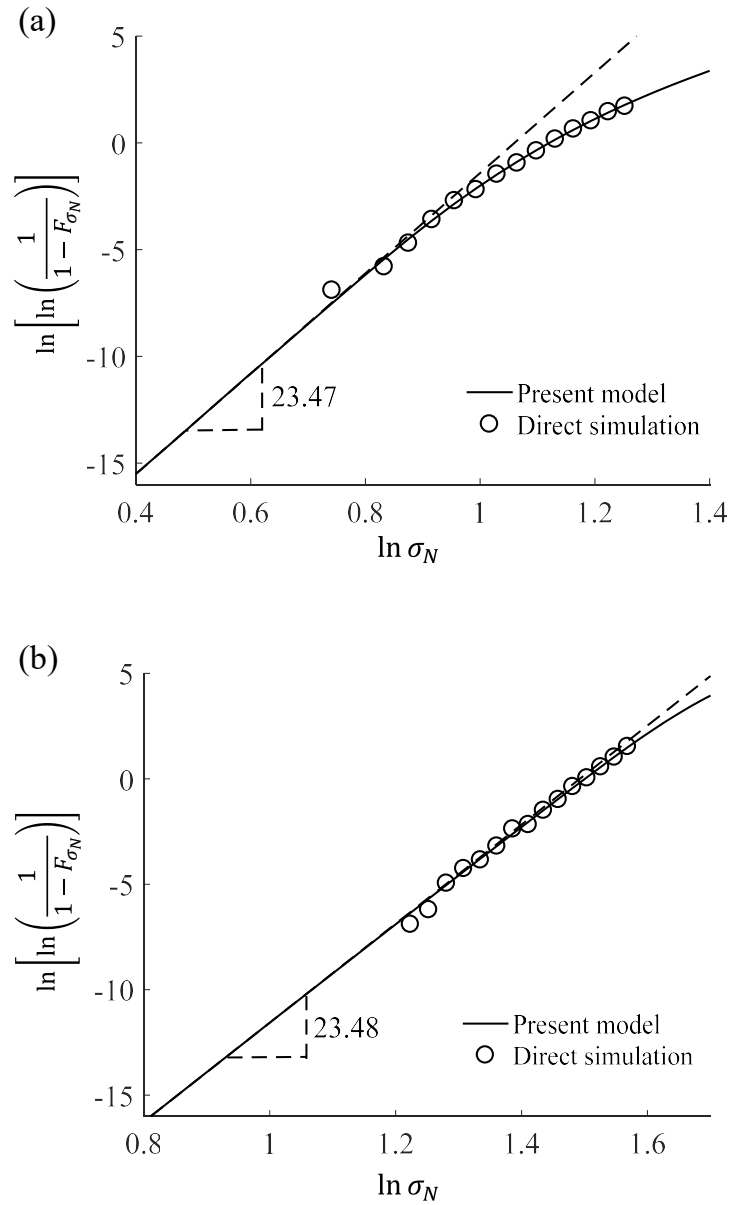 (a)
5
0
-5
-10
-15
ln [ln (1 / (1 − F_{σ_N}))]
23.47
Present model
Direct simulation
0.4 0.6 0.8 1 1.2 1.4
ln σ_N
(b)
5
0
-5
-10
-15
ln [ln (1 / (1 − F_{σ_N}))]
23.48
Present model
Direct simulation
0.8 1 1.2 1.4 1.6
ln σ_N